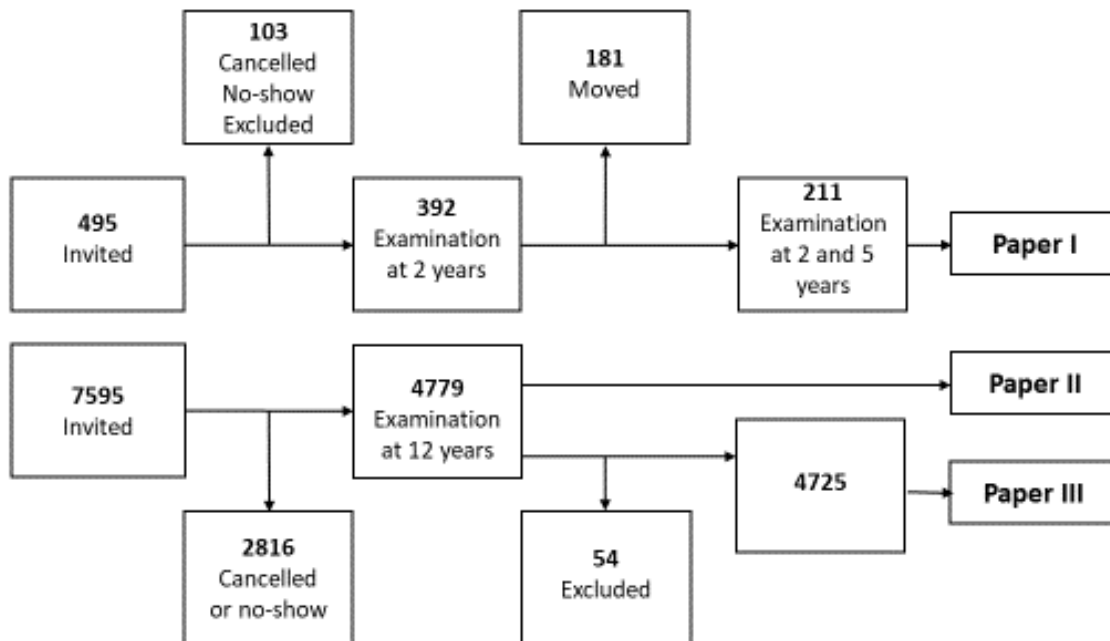 103
Cancelled
No-show
Excluded
181
Moved
495
Invited
392
Examination
at 2 years
211
Examination
at 2 and 5
years
Paper I
7595
Invited
4779
Examination
at 12 years
Paper II
4725
Paper III
2816
Cancelled
or no-show
54
Excluded